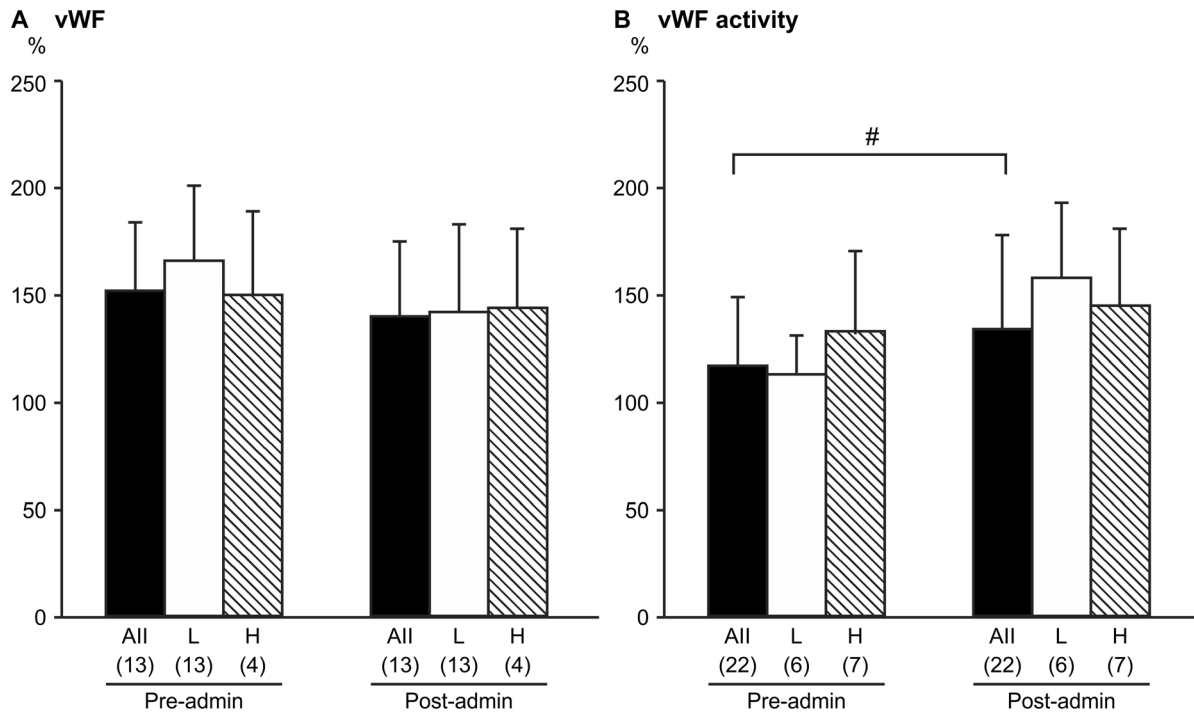 A vWF
%
250
200
150
100
50
0
All L H All L H
(13) (13) (4) (13) (13) (4)
Pre-admin Post-admin
B vWF activity
%
250
200
150
100
50
0
#
All L H All L H
(22) (6) (7) (22) (6) (7)
Pre-admin Post-admin